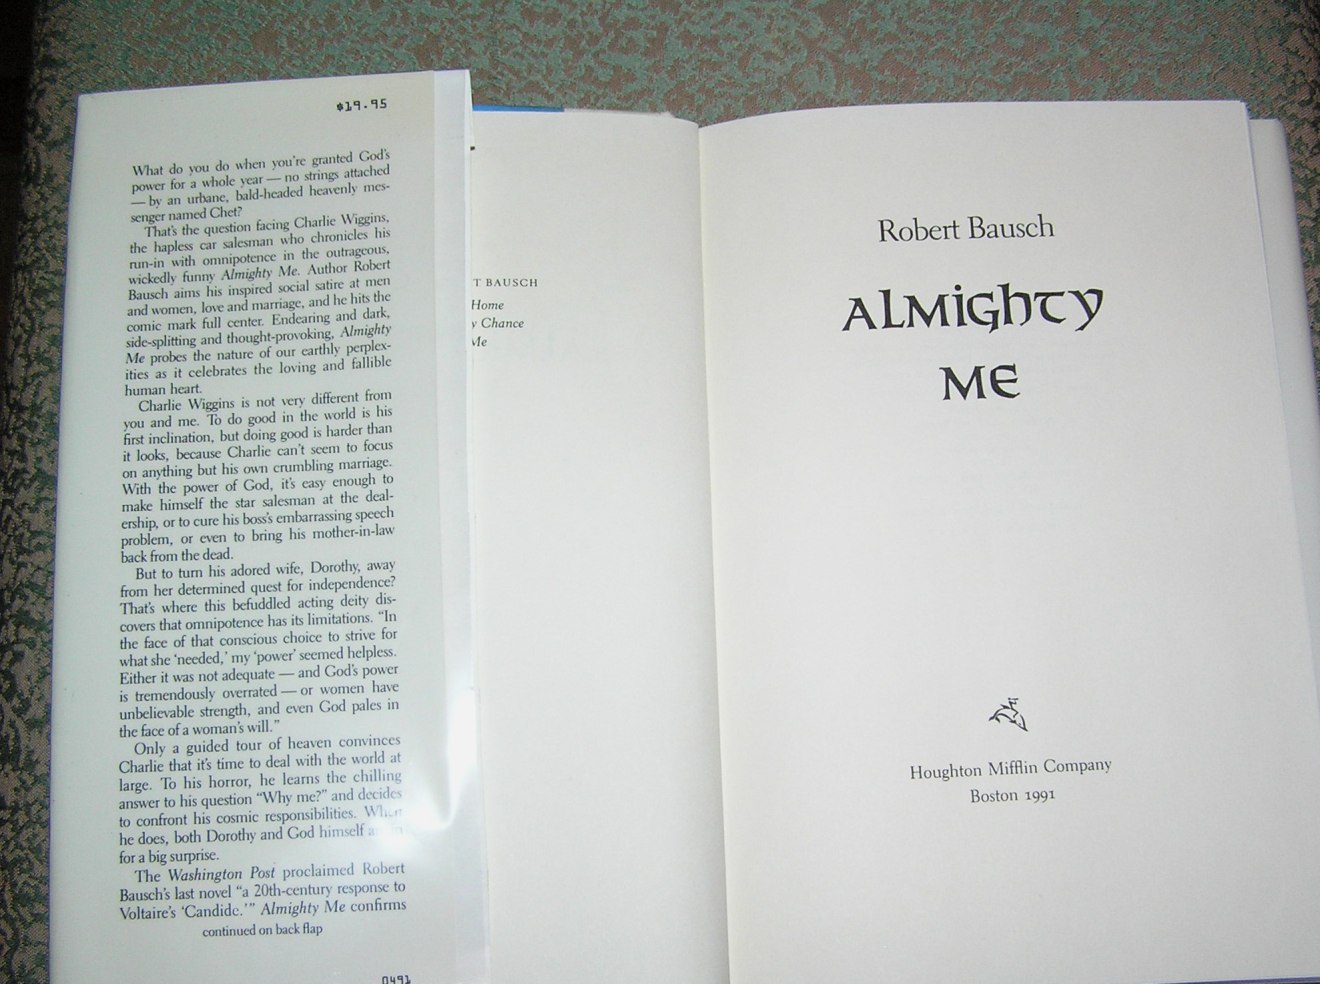 $19.95
What do you do when you're granted God's
power for a whole year — no strings attached
— by an urbane, bald-headed heavenly mes-
senger named Chet?
That's the question facing Charlie Wiggins,
the hapless car salesman who chronicles his
run-in with omnipotence in the outrageous,
wickedly funny Almighty Me. Author Robert
Bausch aims his inspired social satire at men
and women, love and marriage, and he hits the
comic mark full center. Endearing and dark,
side-splitting and thought-provoking, Almighty
Me probes the nature of our earthly perplex-
ities as it celebrates the loving and fallible
human heart.
Charlie Wiggins is not very different from
you and me. To do good in the world is his
first inclination, but doing good is harder than
it looks, because Charlie can't seem to focus
on anything but his own crumbling marriage.
With the power of God, it's easy enough to
make himself the star salesman at the deal-
ership, or to cure his boss's embarrassing speech
problem, or even to bring his mother-in-law
back from the dead.
But to turn his adored wife, Dorothy, away
from her determined quest for independence?
That's where this befuddled acting deity dis-
covers that omnipotence has its limitations. "In
the face of that conscious choice to strive for
what she 'needed,' my 'power' seemed helpless.
Either it was not adequate — and God's power
is tremendously overrated — or women have
unbelievable strength, and even God pales in
the face of a woman's will."
Only a guided tour of heaven convinces
Charlie that it's time to deal with the world at
large. To his horror, he learns the chilling
answer to his question "Why me?" and decides
to confront his cosmic responsibilities. When
he does, both Dorothy and God himself
for a big surprise.
The Washington Post proclaimed Robert
Bausch's last novel "a 20th-century response to
Voltaire's 'Candide.'" Almighty Me confirms
continued on back flap
0491
T BAUSCH
Home
y Chance
Me
Robert Bausch
ALMIGHTY
ME
Houghton Mifflin Company
Boston 1991